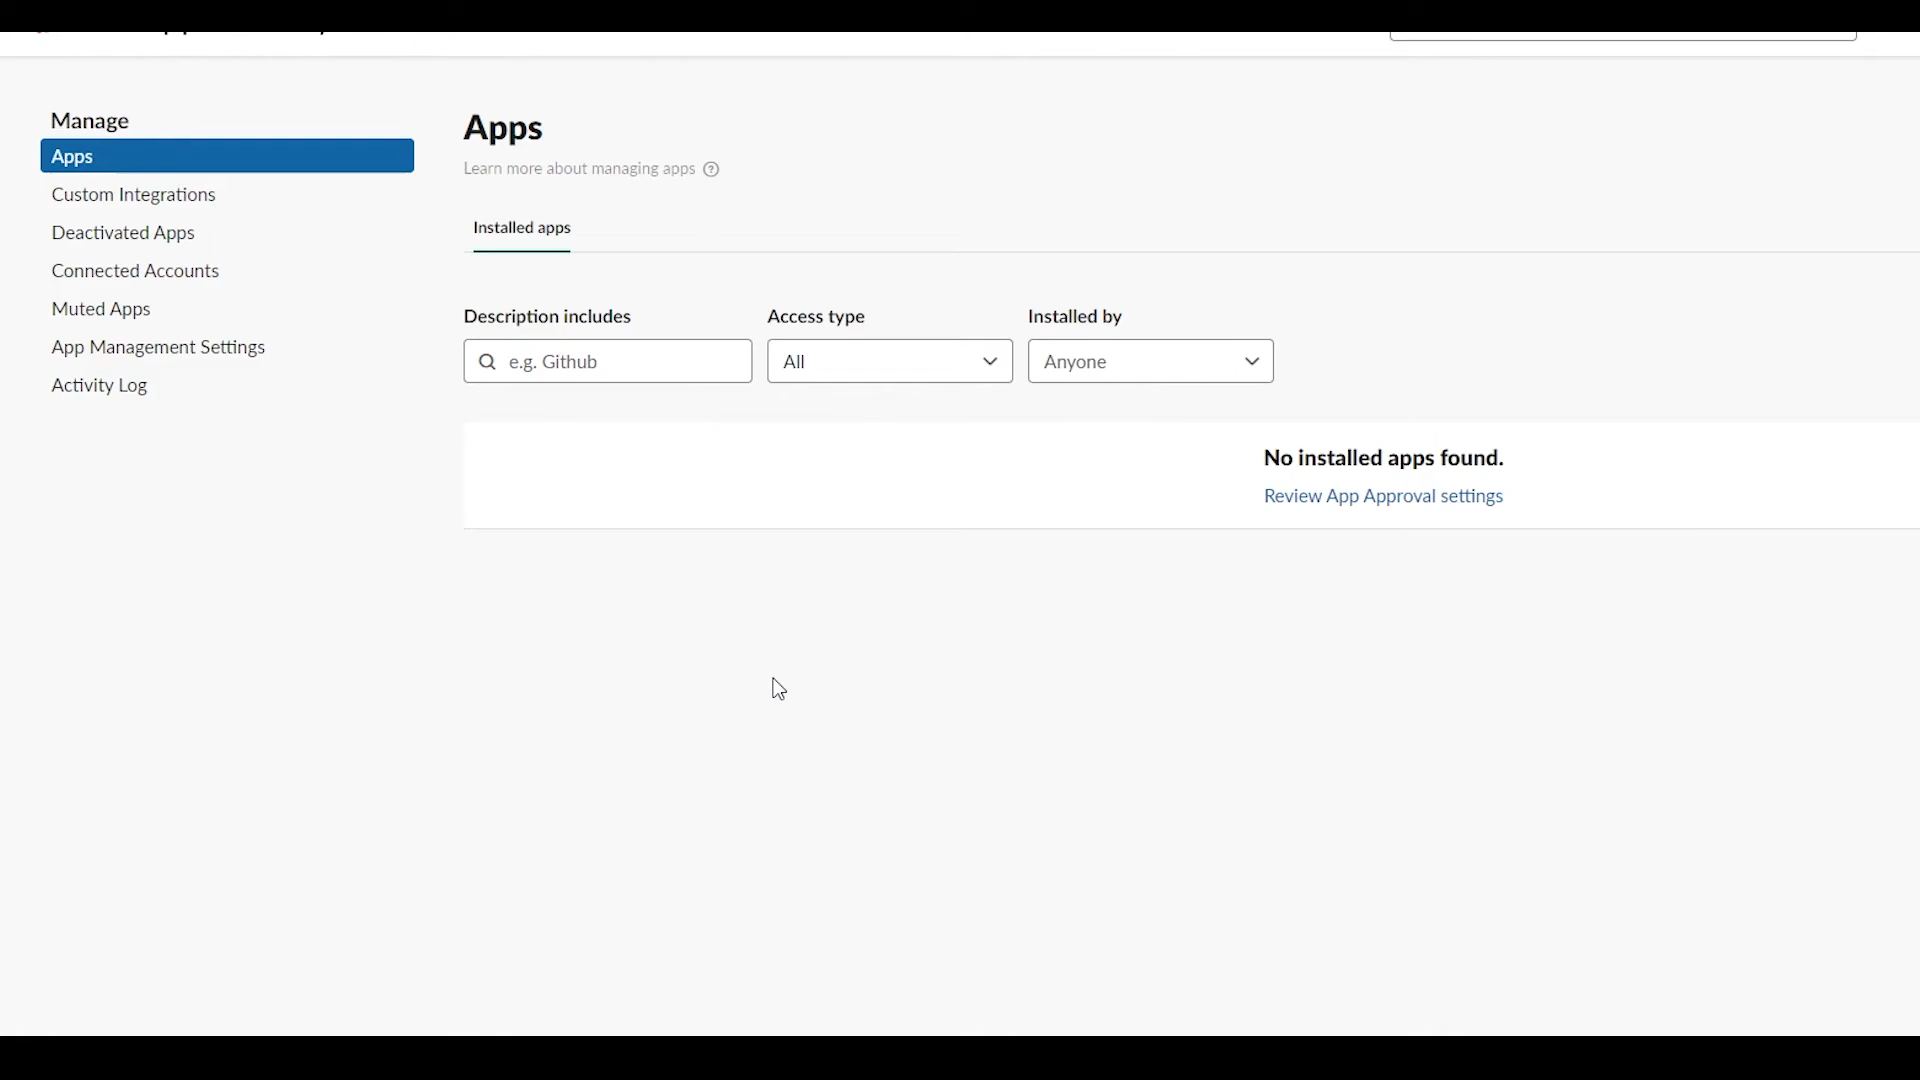 Manage
Apps
Custom Integrations
Deactivated Apps
Connected Accounts
Muted Apps
App Management Settings
Activity Log
Apps
Learn more about managing apps
Installed apps
Description includes
e.g. Github
Access type
All
Installed by
Anyone
No installed apps found.
Review App Approval settings